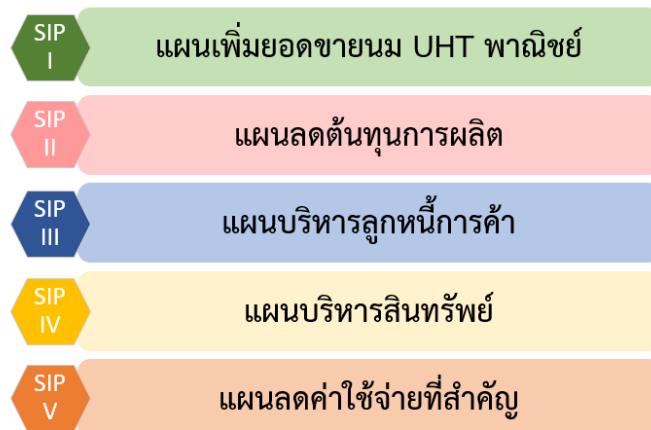 SIP
I
แผนเพิ่มยอดขายนม UHT พาณิชย์
SIP
II
แผนลดต้นทุนการผลิต
SIP
III
แผนบริหารลูกหนี้การค้า
SIP
IV
แผนบริหารสินทรัพย์
SIP
V
แผนลดค่าใช้จ่ายที่สำคัญ